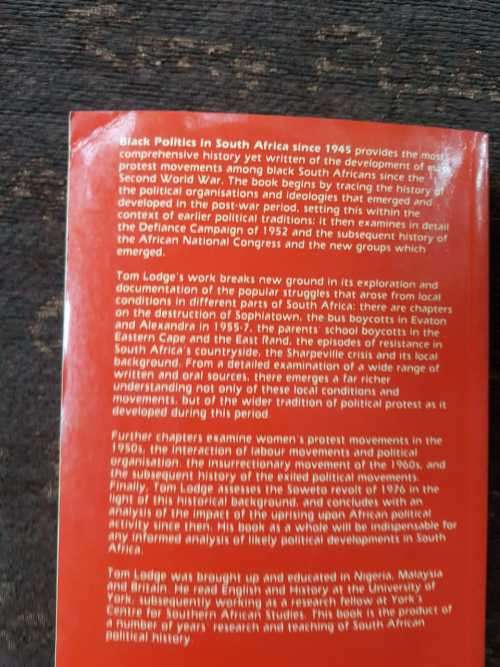 Black Politics in South Africa since 1945 provides the most
comprehensive history yet written of the development of
protest movements among black South Africans since the
Second World War. The book begins by tracing the history of
the political organisations and ideologies that emerged and
developed in the post-war period, setting this within the
context of earlier political traditions: it then examines in detail
the Defiance Campaign of 1952 and the subsequent history of
the African National Congress and the new groups which
emerged.
Tom Lodge's work breaks new ground in its exploration and
documentation of the popular struggles that arose from local
conditions in different parts of South Africa: there are chapters
on the destruction of Sophiatown, the bus boycotts in Evaton
and Alexandra in 1955-7, the parents' school boycotts in the
Eastern Cape and the East Rand, the episodes of resistance in
South Africa's countryside, the Sharpeville crisis and its local
background. From a detailed examination of a wide range of
written and oral sources, there emerges a far richer
understanding not only of these local conditions and
movements, but of the wider tradition of political protest as it
developed during this period.
Further chapters examine women's protest movements in the
1950s, the interaction of labour movements and political
organisation, the insurrectionary movement of the 1960s, and
the subsequent history of the exiled political movements.
Finally, Tom Lodge assesses the Soweto revolt of 1976 in the
light of this historical background, and concludes with an
analysis of the impact of the uprising upon African political
activity since then. His book as a whole will be indispensable for
any informed analysis of likely political developments in South
Africa.
Tom Lodge was brought up and educated in Nigeria, Malaysia
and Britain. He read English and History at the University of
York, subsequently working as a research fellow at York's
Centre for Southern African Studies. This book is the product of
a number of years' research and teaching of South African
political history.